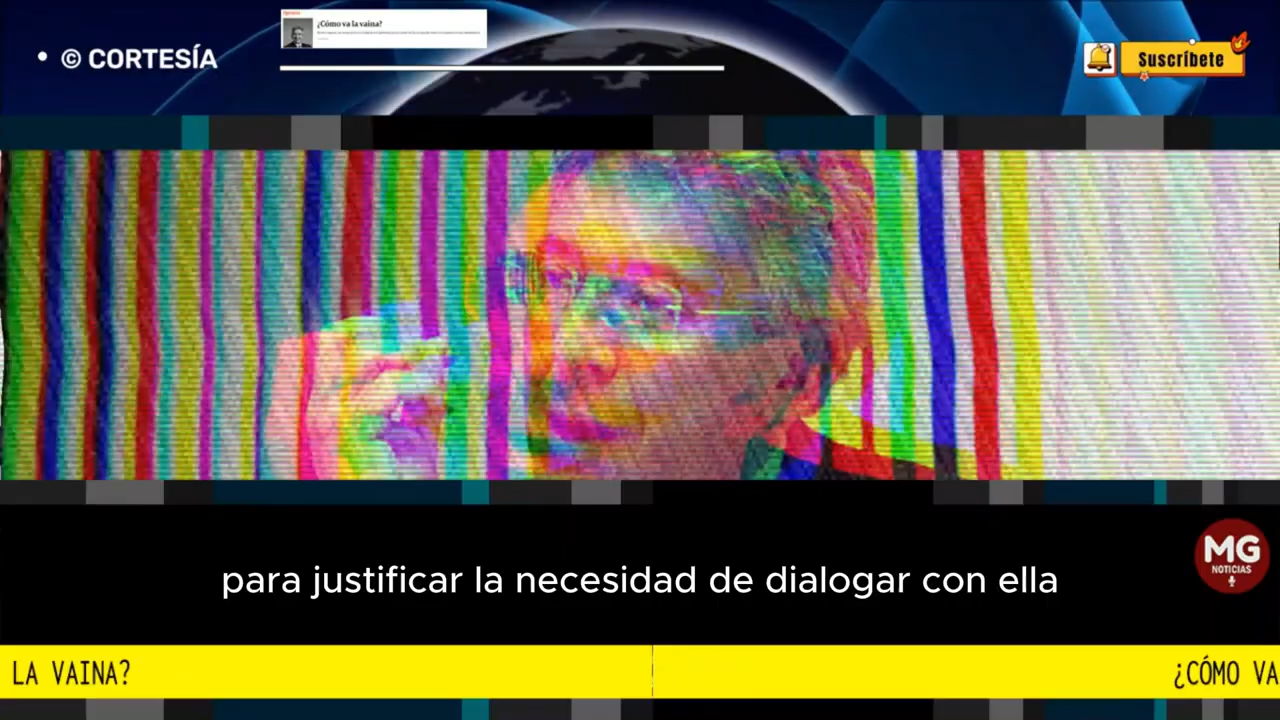 Opinión
¿Cómo va la vaina?
• © CORTESÍA
Suscríbete
para justificar la necesidad de dialogar con ella
MG
NOTICIAS
LA VAINA?
¿CÓMO VA